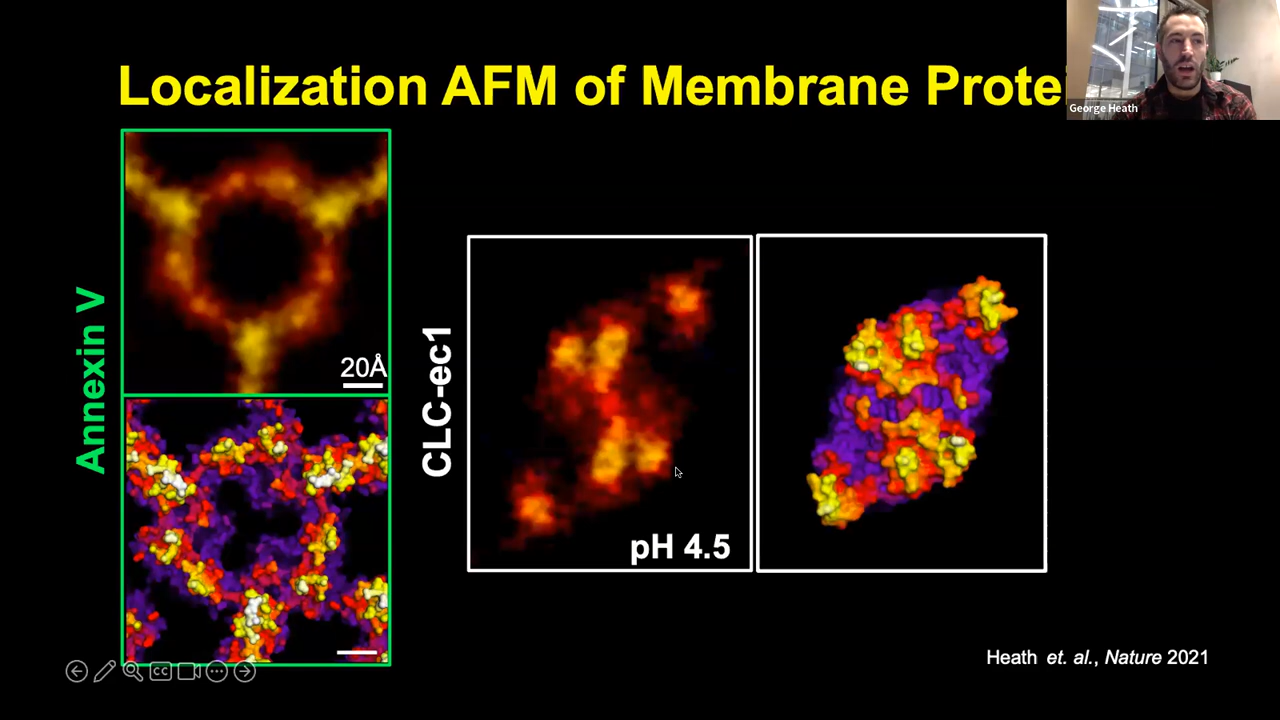 Localization AFM of Membrane Prote
George Heath
Annexin V
20Å
CLC-ec1
pH 4.5
Heath et. al., Nature 2021
CC